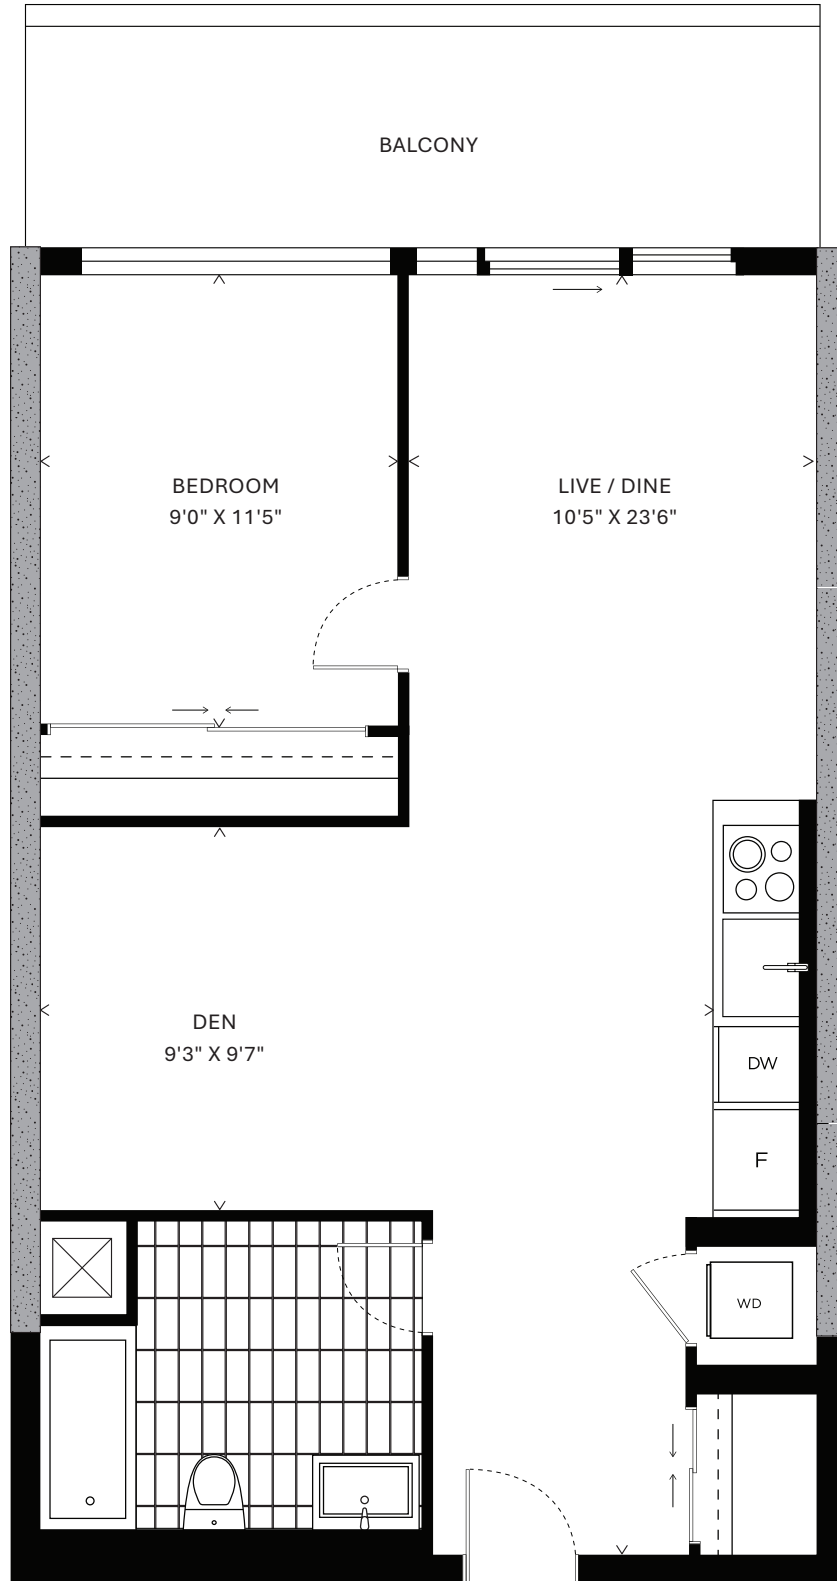 BALCONY
BEDROOM
9'0" X 11'5"
LIVE / DINE
10'5" X 23'6"
DEN
9'3" X 9'7"
DW
F
WD